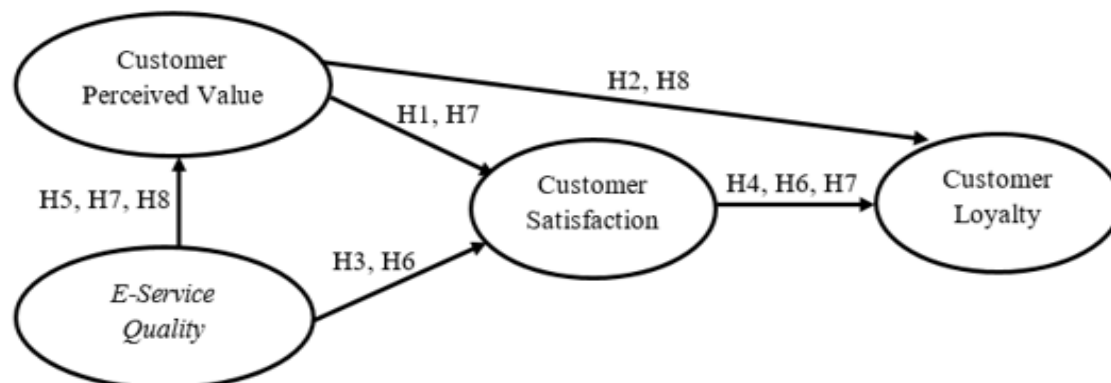 Customer
Perceived Value
H2, H8
H1, H7
Customer
Satisfaction
H4, H6, H7
Customer
Loyalty
H5, H7, H8
H3, H6
E-Service
Quality